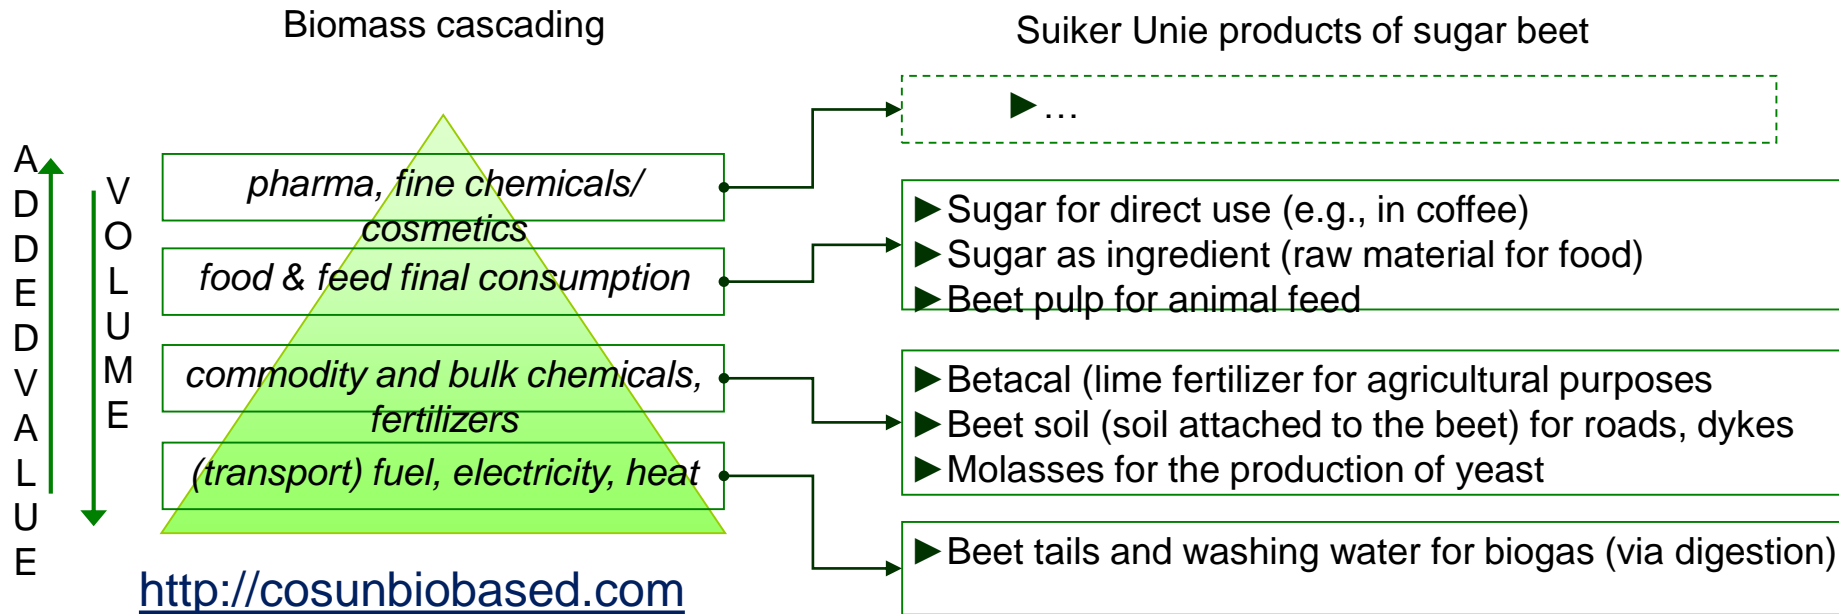 Biomass cascading
Suiker Unie products of sugar beet
ADDED VALUE
VOLUME
pharma, fine chemicals/
cosmetics
food & feed final consumption
commodity and bulk chemicals,
fertilizers
(transport) fuel, electricity, heat
http://cosunbiobased.com
►...
►Sugar for direct use (e.g., in coffee)
►Sugar as ingredient (raw material for food)
►Beet pulp for animal feed
►Betacal (lime fertilizer for agricultural purposes
►Beet soil (soil attached to the beet) for roads, dykes
►Molasses for the production of yeast
►Beet tails and washing water for biogas (via digestion)